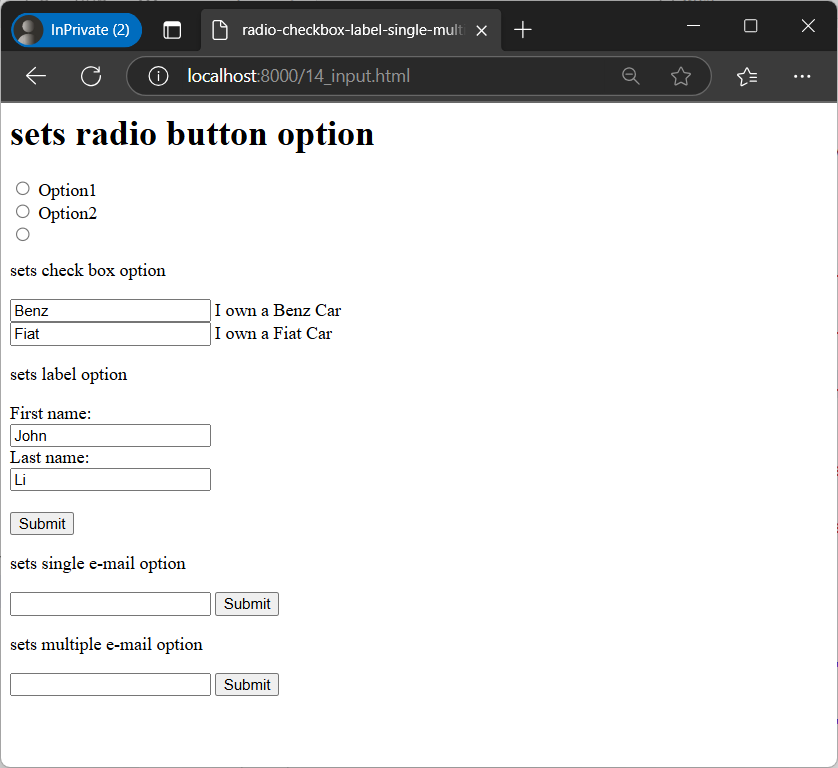 InPrivate (2)
radio-checkbox-label-single-mult
localhost:8000/14_input.html
sets radio button option
Option1
Option2
sets check box option
Benz I own a Benz Car
Fiat I own a Fiat Car
sets label option
First name:
John
Last name:
Li
Submit
sets single e-mail option
Submit
sets multiple e-mail option
Submit